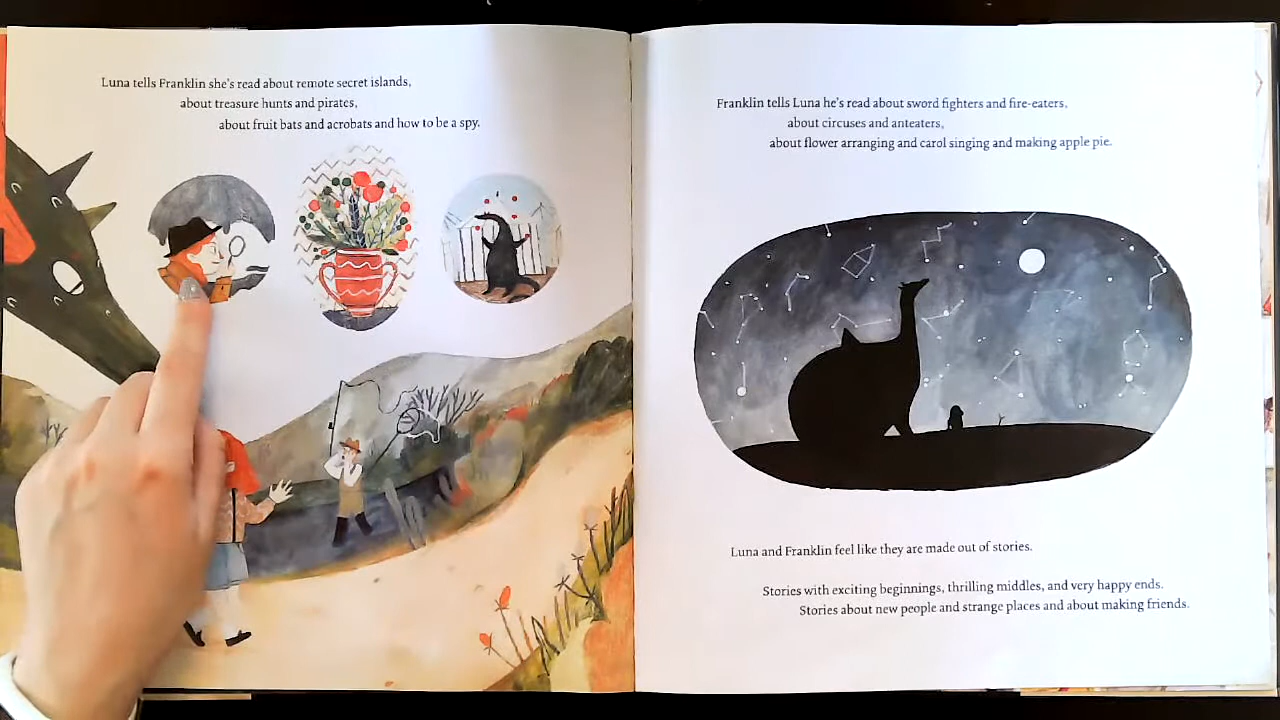 Luna tells Franklin she's read about remote secret islands,
about treasure hunts and pirates,
about fruit bats and acrobats and how to be a spy.
Franklin tells Luna he's read about sword fighters and fire-eaters,
about circuses and anteaters,
about flower arranging and carol singing and making apple pie.
Luna and Franklin feel like they are made out of stories.
Stories with exciting beginnings, thrilling middles, and very happy ends.
Stories about new people and strange places and about making friends.